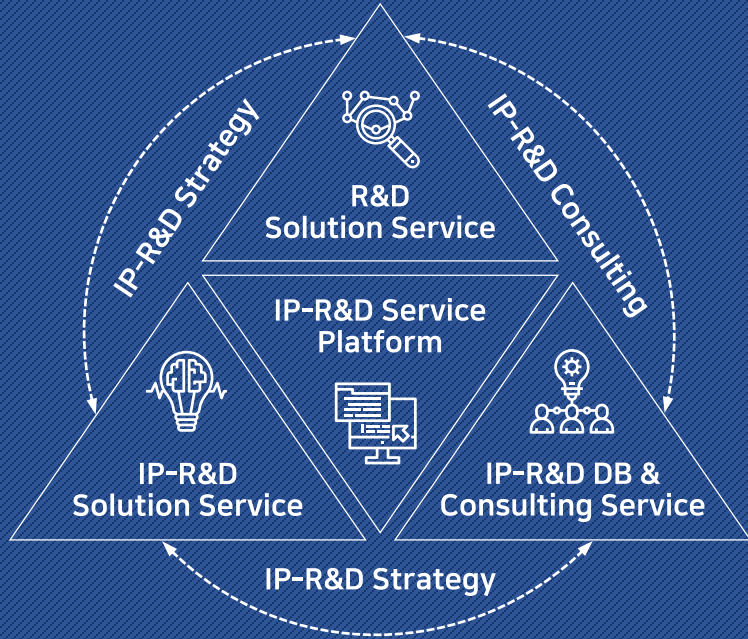 IP-R&D Strategy
IP-R&D Consulting
R&D
Solution Service
IP-R&D Service
Platform
IP-R&D
Solution Service
IP-R&D DB &
Consulting Service
IP-R&D Strategy